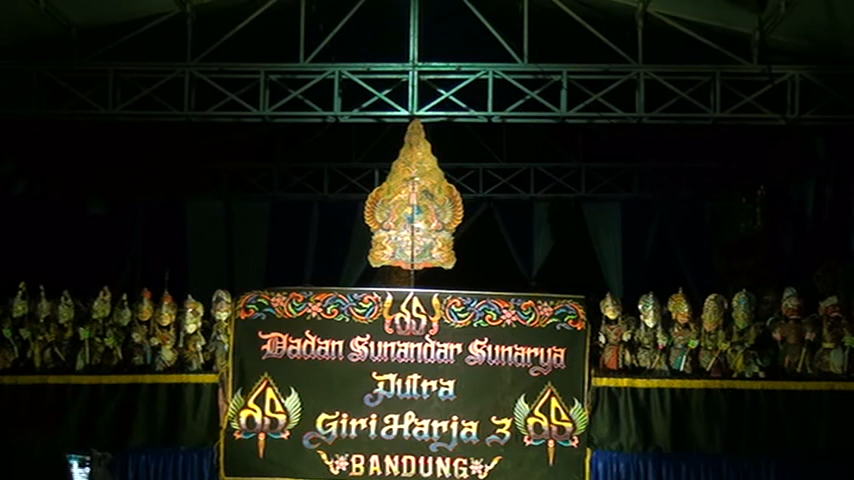 dS
Dadan Sunandar Sunarya
Putra
dS
dS
Giri Harja 3
BANDUNG